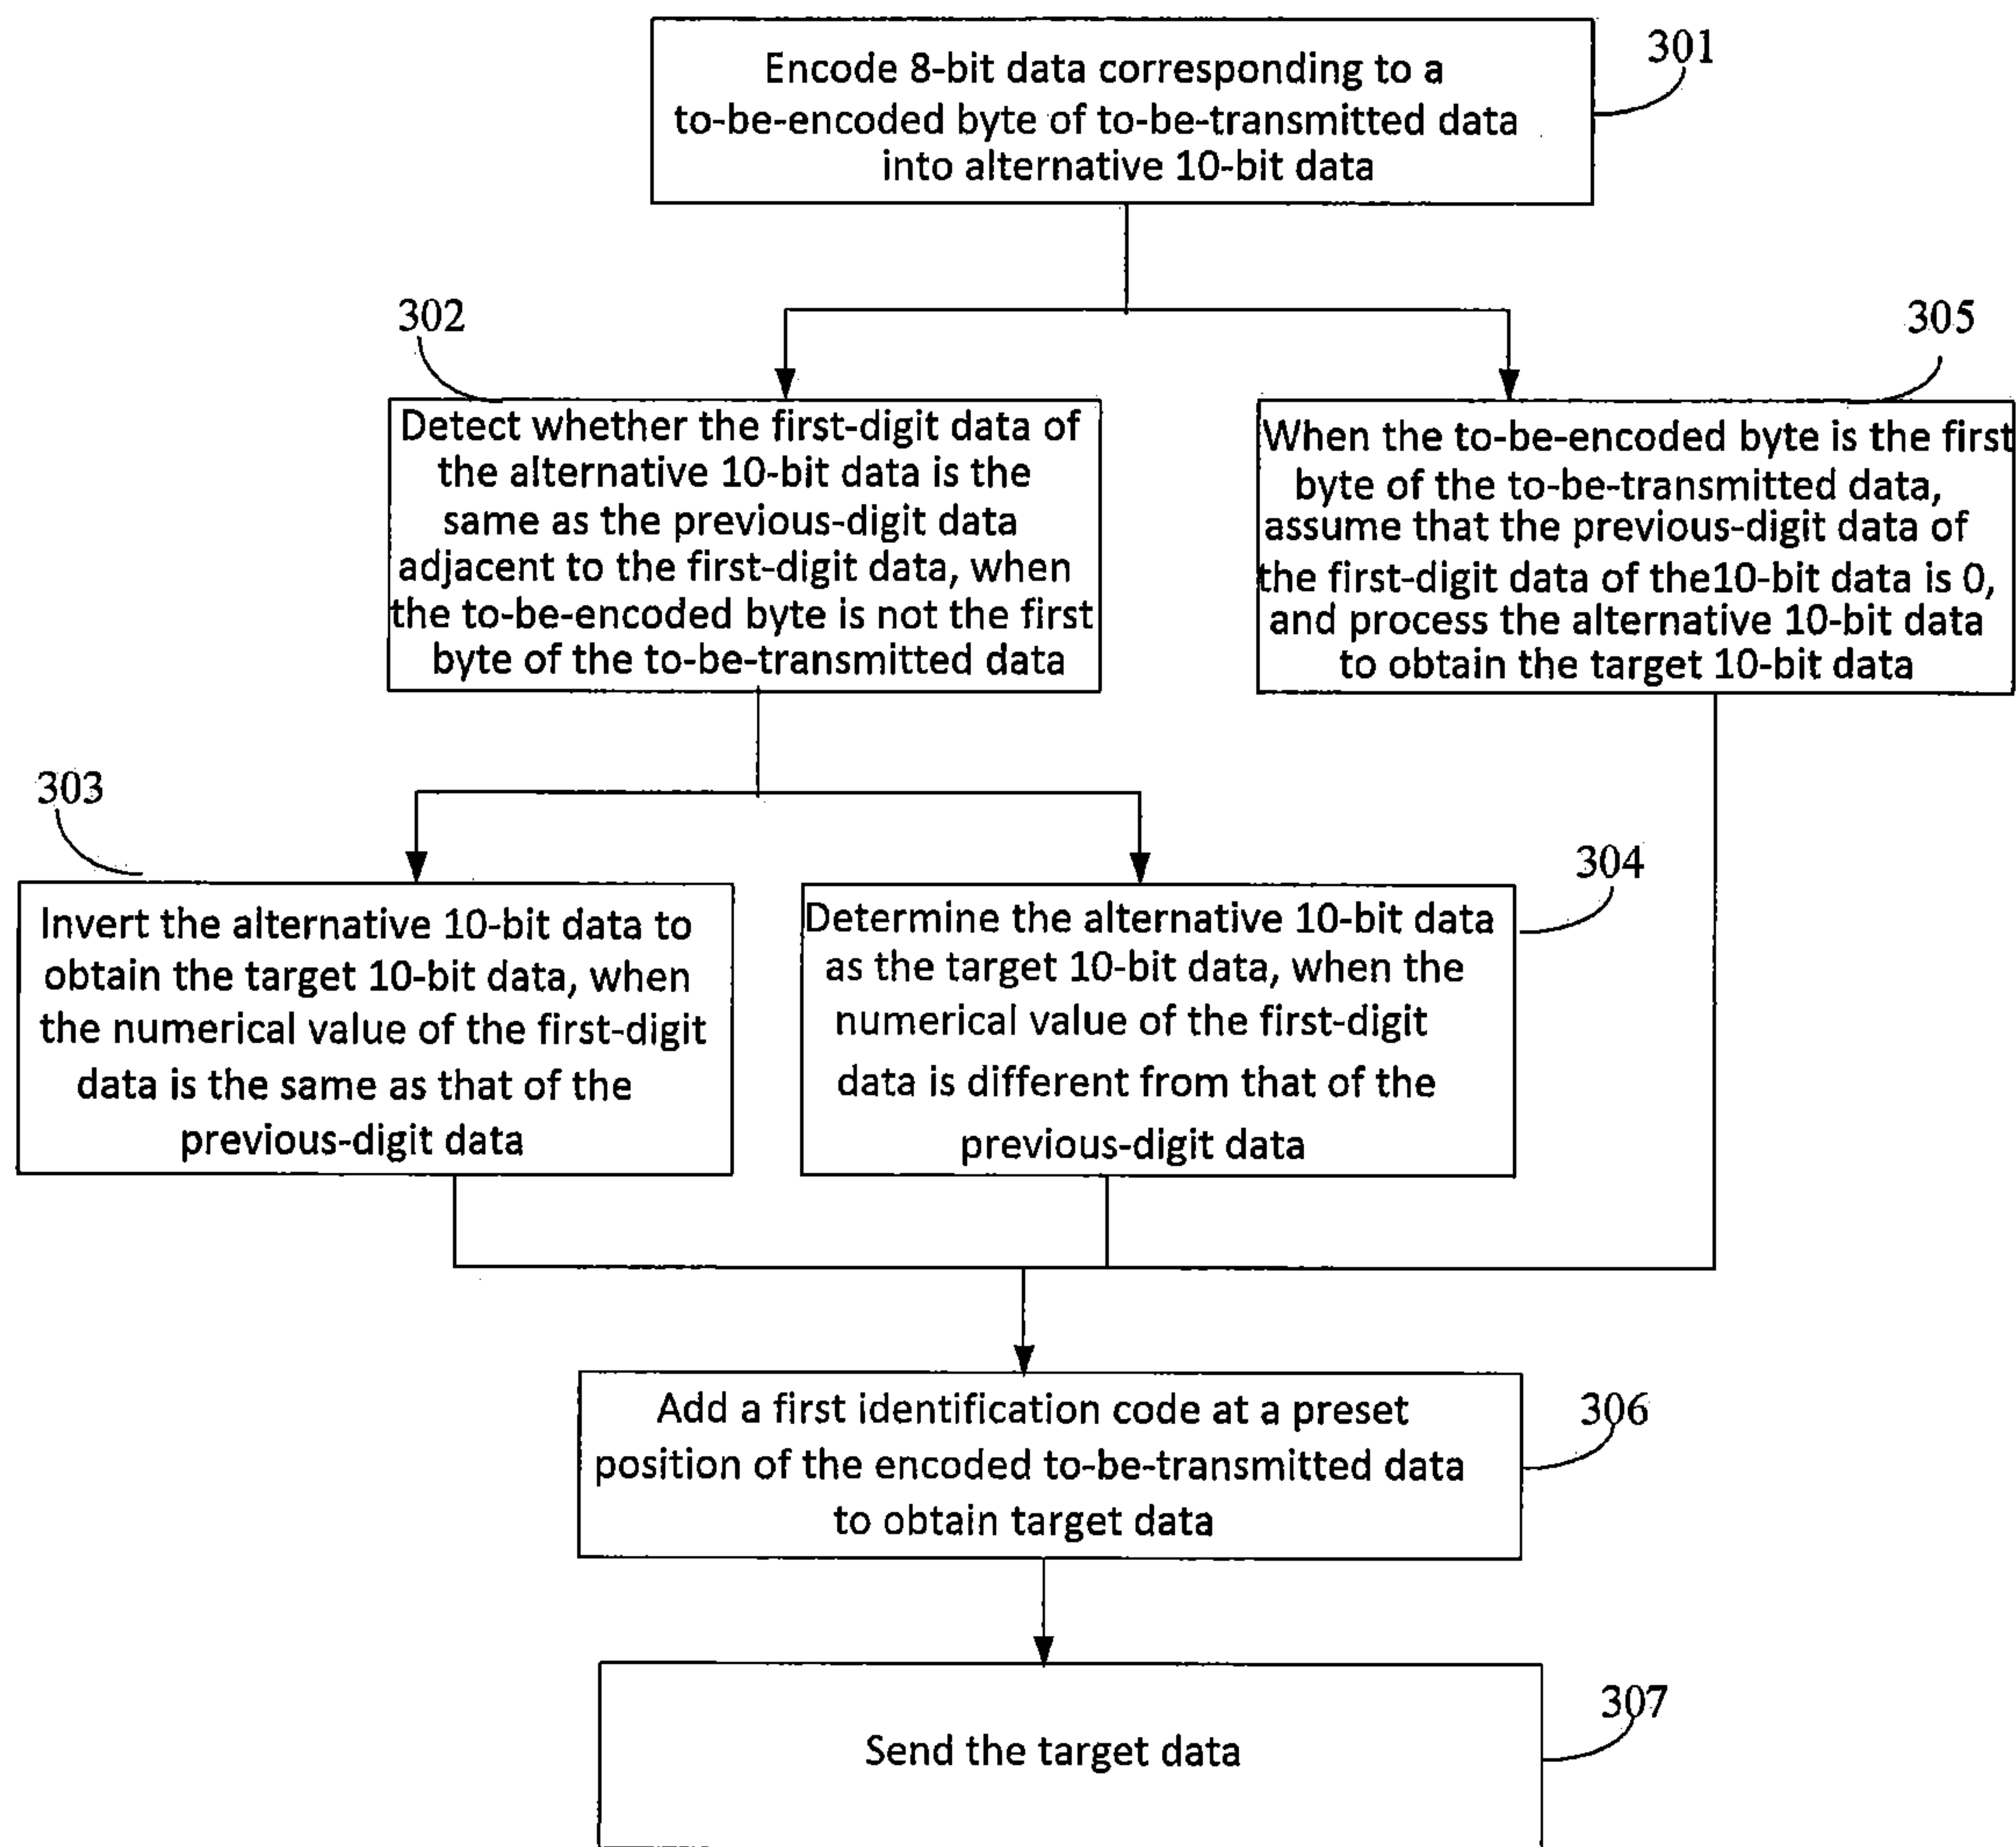 Encode 8-bit data corresponding to a
to-be-encoded byte of to-be-transmitted data
into alternative 10-bit data
301
302
Detect whether the first-digit data of
the alternative 10-bit data is the
same as the previous-digit data
adjacent to the first-digit data, when
the to-be-encoded byte is not the first
byte of the to-be-transmitted data
305
When the to-be-encoded byte is the first
byte of the to-be-transmitted data,
assume that the previous-digit data of
the first-digit data of the10-bit data is 0,
and process the alternative 10-bit data
to obtain the target 10-bit data
303
Invert the alternative 10-bit data to
obtain the target 10-bit data, when
the numerical value of the first-digit
data is the same as that of the
previous-digit data
304
Determine the alternative 10-bit data
as the target 10-bit data, when the
numerical value of the first-digit
data is different from that of the
previous-digit data
Add a first identification code at a preset
position of the encoded to-be-transmitted data
to obtain target data
306
Send the target data
307